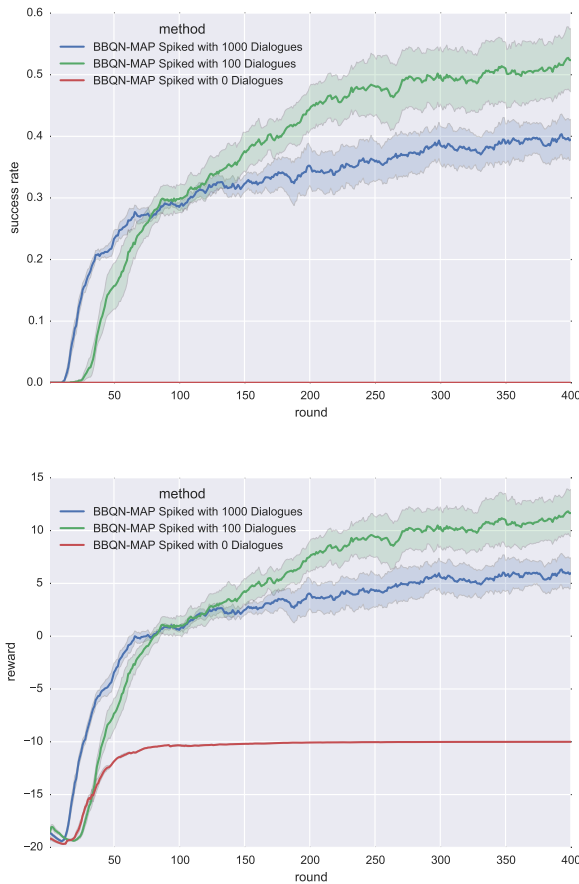 0.6
method
BBQN-MAP Spiked with 1000 Dialogues
BBQN-MAP Spiked with 100 Dialogues
BBQN-MAP Spiked with 0 Dialogues
0.5
0.4
0.3
0.2
0.1
0.0
success rate
50 100 150 200 250 300 350 400
round
15
method
BBQN-MAP Spiked with 1000 Dialogues
BBQN-MAP Spiked with 100 Dialogues
BBQN-MAP Spiked with 0 Dialogues
10
5
0
−5
−10
−15
−20
reward
50 100 150 200 250 300 350 400
round